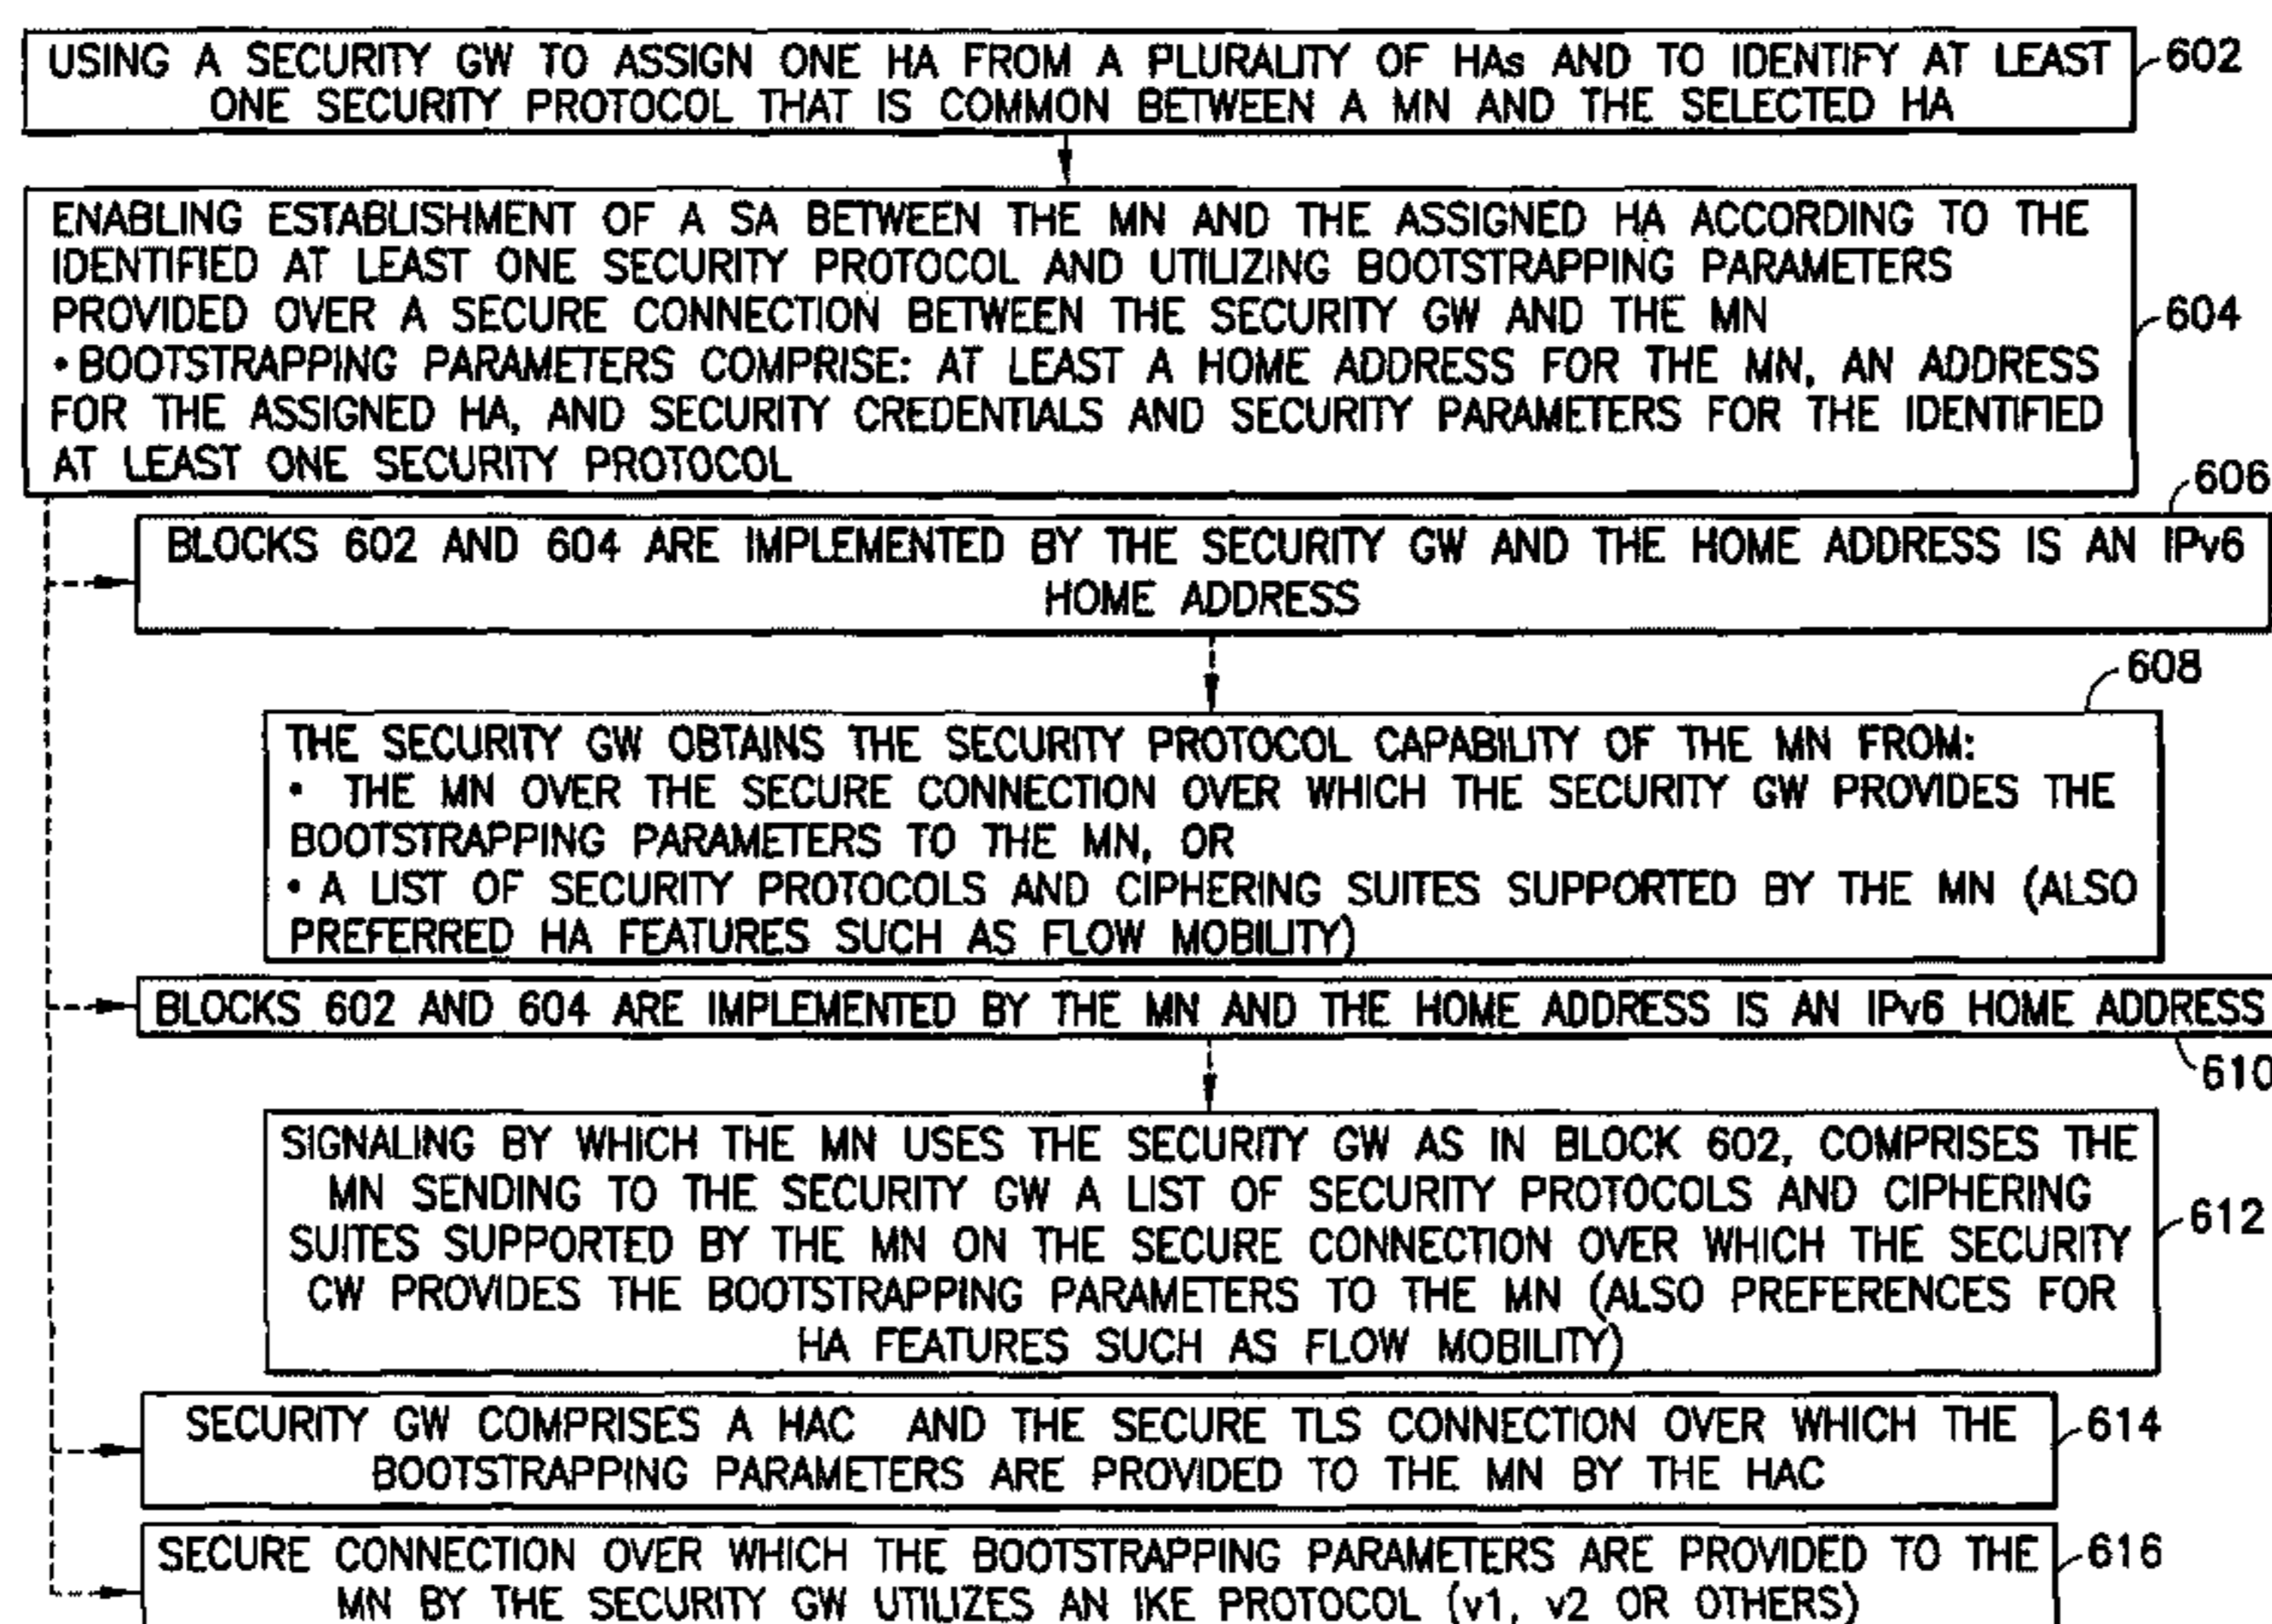 USING A SECURITY GW TO ASSIGN ONE HA FROM A PLURALITY OF HAs AND TO IDENTIFY AT LEAST
ONE SECURITY PROTOCOL THAT IS COMMON BETWEEN A MN AND THE SELECTED HA
602
ENABLING ESTABLISHMENT OF A SA BETWEEN THE MN AND THE ASSIGNED HA ACCORDING TO THE
IDENTIFIED AT LEAST ONE SECURITY PROTOCOL AND UTILIZING BOOTSTRAPPING PARAMETERS
PROVIDED OVER A SECURE CONNECTION BETWEEN THE SECURITY GW AND THE MN
• BOOTSTRAPPING PARAMETERS COMPRISE: AT LEAST A HOME ADDRESS FOR THE MN, AN ADDRESS
FOR THE ASSIGNED HA, AND SECURITY CREDENTIALS AND SECURITY PARAMETERS FOR THE IDENTIFIED
AT LEAST ONE SECURITY PROTOCOL
604
606
BLOCKS 602 AND 604 ARE IMPLEMENTED BY THE SECURITY GW AND THE HOME ADDRESS IS AN IPv6
HOME ADDRESS
608
THE SECURITY GW OBTAINS THE SECURITY PROTOCOL CAPABILITY OF THE MN FROM:
• THE MN OVER THE SECURE CONNECTION OVER WHICH THE SECURITY GW PROVIDES THE
BOOTSTRAPPING PARAMETERS TO THE MN, OR
• A LIST OF SECURITY PROTOCOLS AND CIPHERING SUITES SUPPORTED BY THE MN (ALSO
PREFERRED HA FEATURES SUCH AS FLOW MOBILITY)
BLOCKS 602 AND 604 ARE IMPLEMENTED BY THE MN AND THE HOME ADDRESS IS AN IPv6 HOME ADDRESS
610
SIGNALING BY WHICH THE MN USES THE SECURITY GW AS IN BLOCK 602, COMPRISES THE
MN SENDING TO THE SECURITY GW A LIST OF SECURITY PROTOCOLS AND CIPHERING
SUITES SUPPORTED BY THE MN ON THE SECURE CONNECTION OVER WHICH THE SECURITY
CW PROVIDES THE BOOTSTRAPPING PARAMETERS TO THE MN (ALSO PREFERENCES FOR
HA FEATURES SUCH AS FLOW MOBILITY)
612
SECURITY GW COMPRISES A HAC AND THE SECURE TLS CONNECTION OVER WHICH THE
BOOTSTRAPPING PARAMETERS ARE PROVIDED TO THE MN BY THE HAC
614
SECURE CONNECTION OVER WHICH THE BOOTSTRAPPING PARAMETERS ARE PROVIDED TO THE
MN BY THE SECURITY GW UTILIZES AN IKE PROTOCOL (v1, v2 OR OTHERS)
616